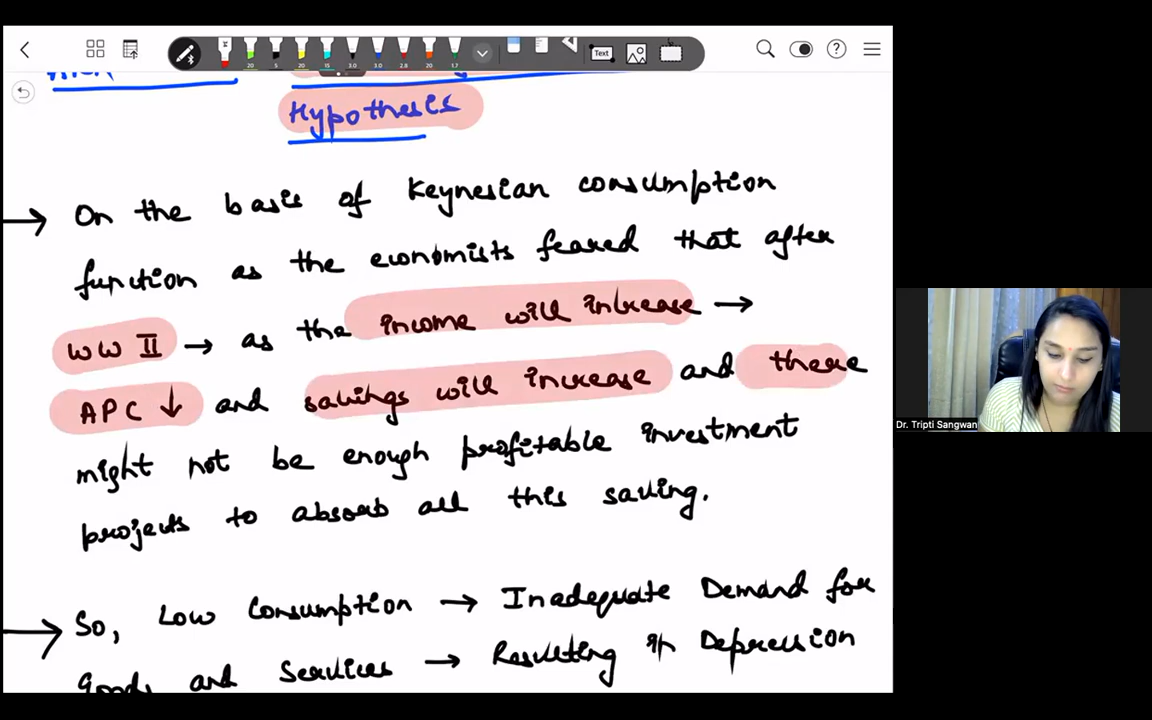 Text
Hypothesis
→ On the basis of Keynesian consumption
function as the economists feared that after
WW II → as the income will increase →
APC ↓ and savings will increase and there
might not be enough profitable investment
projects to absorb all this saving.
→ So, Low Consumption → Inadequate Demand for
Goods and Services → Resulting in Depression
Dr. Tripti Sangwan